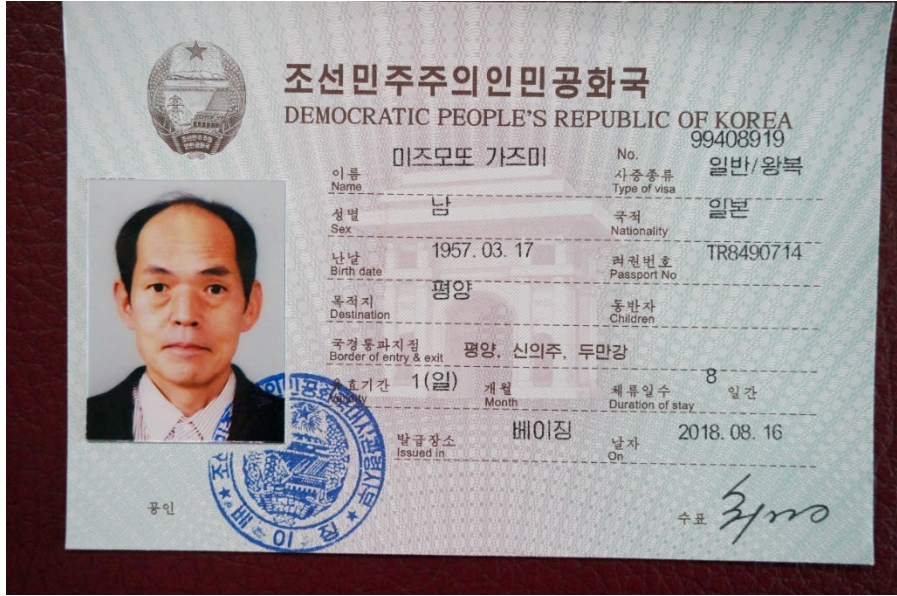 조선민주주의인민공화국
DEMOCRATIC PEOPLE'S REPUBLIC OF KOREA
No. 99408919
이름 미즈모또 가즈미
Name
사증종류 일반/왕복
Type of visa
성별 남
Sex
국적 일본
Nationality
난날 1957. 03. 17
Birth date
려권번호 TR8490714
Passport No
목적지 평양
Destination
동반자
Children
국경통과지점 평양, 신의주, 두만강
Border of entry & exit
유효기간 1(일) 개월
Month
체류일수 8 일간
Duration of stay
발급장소 베이징
Issued in
날자 2018. 08. 16
On
공인
수표